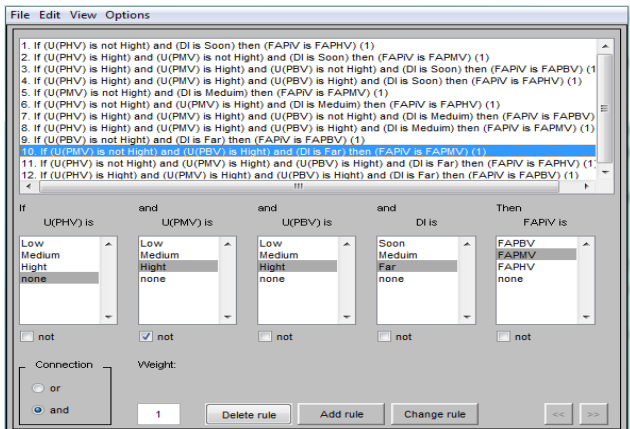 File Edit View Options
1. If (U(PHV) is not Hight) and (DI is Soon) then (FAPiV is FAPHV) (1)
2. If (U(PHV) is Hight) and (U(PMV) is not Hight) and (DI is Soon) then (FAPiV is FAPMV) (1)
3. If (U(PHV) is Hight) and (U(PMV) is Hight) and (U(PBV) is not Hight) and (DI is Soon) then (FAPiV is FAPBV) (1
4. If (U(PHV) is Hight) and (U(PMV) is Hight) and (U(PBV) is Hight) and (DI is Soon) then (FAPiV is FAPHV) (1)
5. If (U(PMV) is not Hight) and (DI is Meduim) then (FAPiV is FAPMV) (1)
6. If (U(PHV) is not Hight) and (U(PMV) is Hight) and (DI is Meduim) then (FAPiV is FAPHV) (1)
7. If (U(PHV) is Hight) and (U(PMV) is Hight) and (U(PBV) is not Hight) and (DI is Meduim) then (FAPiV is FAPBV)
8. If (U(PHV) is Hight) and (U(PMV) is Hight) and (U(PBV) is Hight) and (DI is Meduim) then (FAPiV is FAPMV) (1)
9. If (U(PBV) is not Hight) and (DI is Far) then (FAPiV is FAPBV) (1)
10. If (U(PMV) is not Hight) and (U(PBV) is Hight) and (DI is Far) then (FAPiV is FAPMV) (1)
11. If (U(PHV) is not Hight) and (U(PMV) is Hight) and (U(PBV) is Hight) and (DI is Far) then (FAPiV is FAPHV) (1
12. If (U(PHV) is Hight) and (U(PMV) is Hight) and (U(PBV) is Hight) and (DI is Far) then (FAPiV is FAPBV) (1)
If and and and Then
U(PHV) is U(PMV) is U(PBV) is DI is FAPiV is
Low Low Low Soon FAPBV
Medium Medium Medium Meduim FAPMV
Hight Hight Hight Far FAPHV
none none none none none
not not not not not
Connection Weight:
or
and 1 Delete rule Add rule Change rule << >>